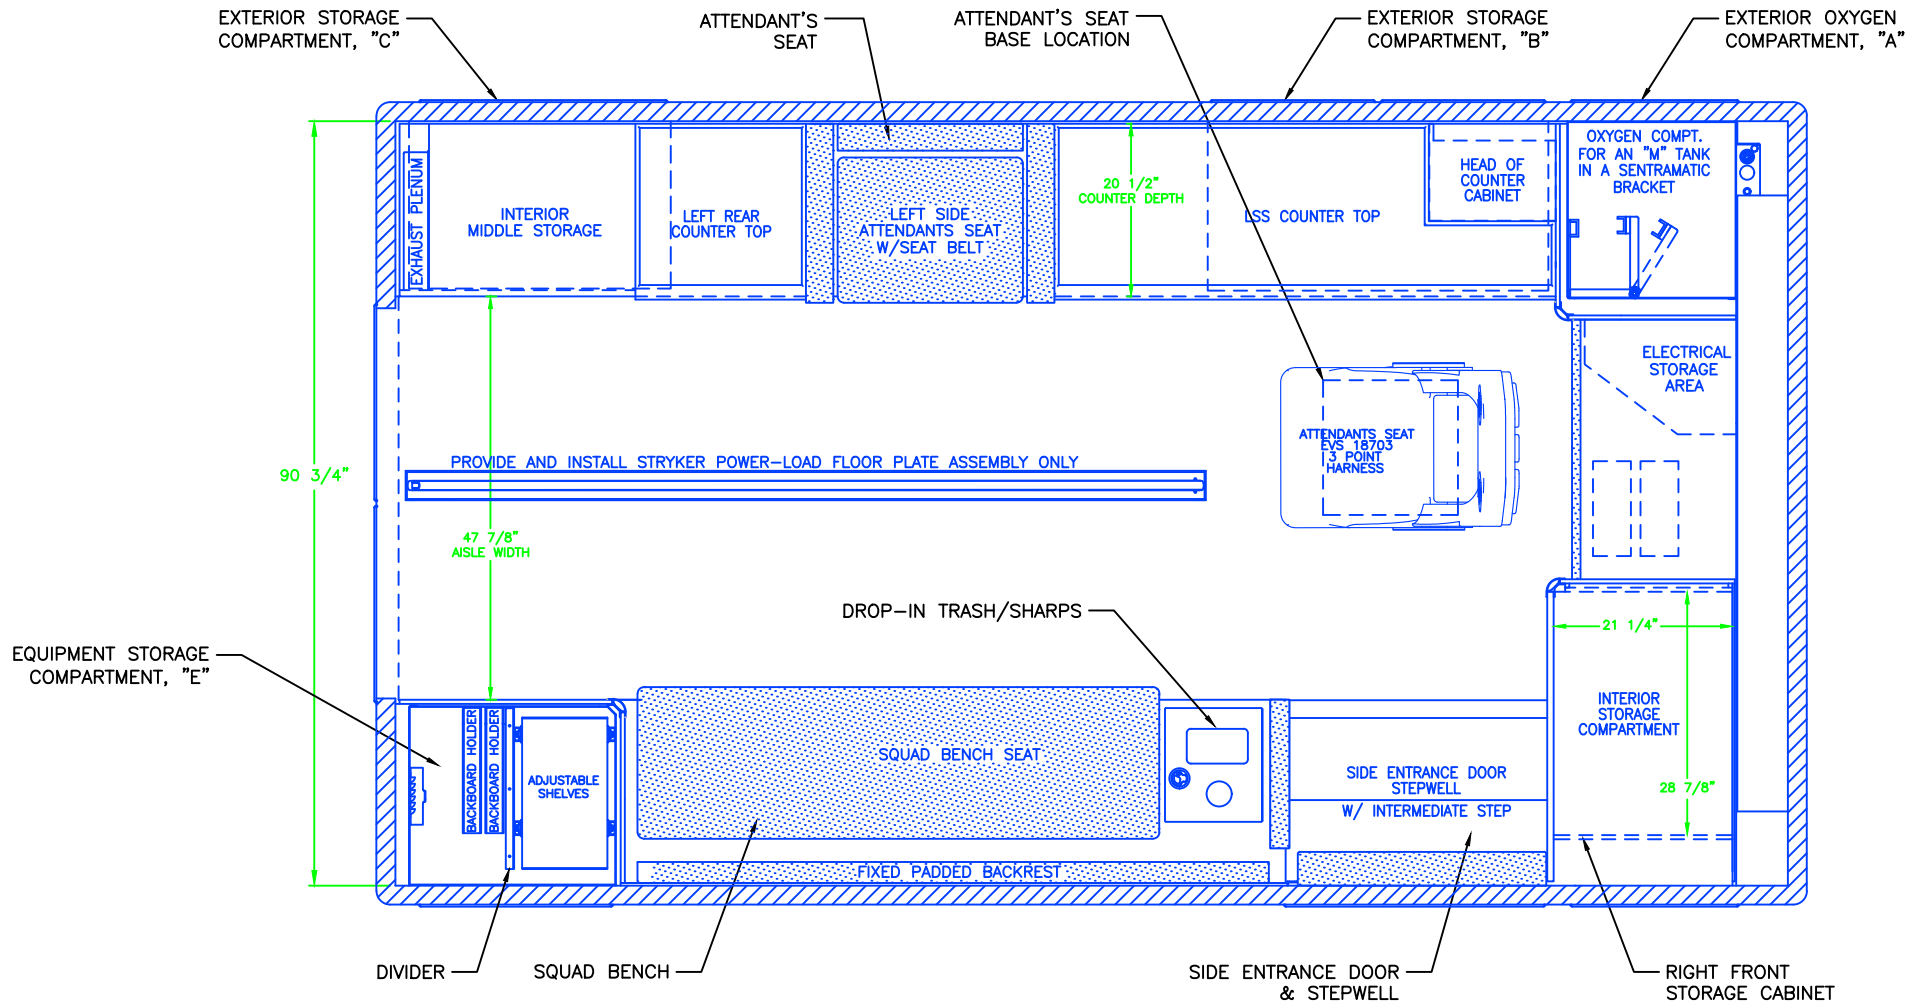 EXTERIOR STORAGE
COMPARTMENT, "C"
ATTENDANT'S
SEAT
ATTENDANT'S SEAT
BASE LOCATION
EXTERIOR STORAGE
COMPARTMENT, "B"
EXTERIOR OXYGEN
COMPARTMENT, "A"
EXHAUST PLENUM
INTERIOR
MIDDLE STORAGE
LEFT REAR
COUNTER TOP
LEFT SIDE
ATTENDANTS SEAT
W/SEAT BELT
20 1/2"
COUNTER DEPTH
LSS COUNTER TOP
HEAD OF
COUNTER
CABINET
OXYGEN COMPT.
FOR AN "M" TANK
IN A SENTRAMATIC
BRACKET
ELECTRICAL
STORAGE
AREA
ATTENDANTS SEAT
EVS 18703
3 POINT
HARNESS
PROVIDE AND INSTALL STRYKER POWER-LOAD FLOOR PLATE ASSEMBLY ONLY
90 3/4"
47 7/8"
AISLE WIDTH
DROP-IN TRASH/SHARPS
21 1/4"
EQUIPMENT STORAGE
COMPARTMENT, "E"
BACKBOARD HOLDER
BACKBOARD HOLDER
ADJUSTABLE
SHELVES
SQUAD BENCH SEAT
SIDE ENTRANCE DOOR
STEPWELL
W/ INTERMEDIATE STEP
INTERIOR
STORAGE
COMPARTMENT
28 7/8"
FIXED PADDED BACKREST
DIVIDER
SQUAD BENCH
SIDE ENTRANCE DOOR
& STEPWELL
RIGHT FRONT
STORAGE CABINET